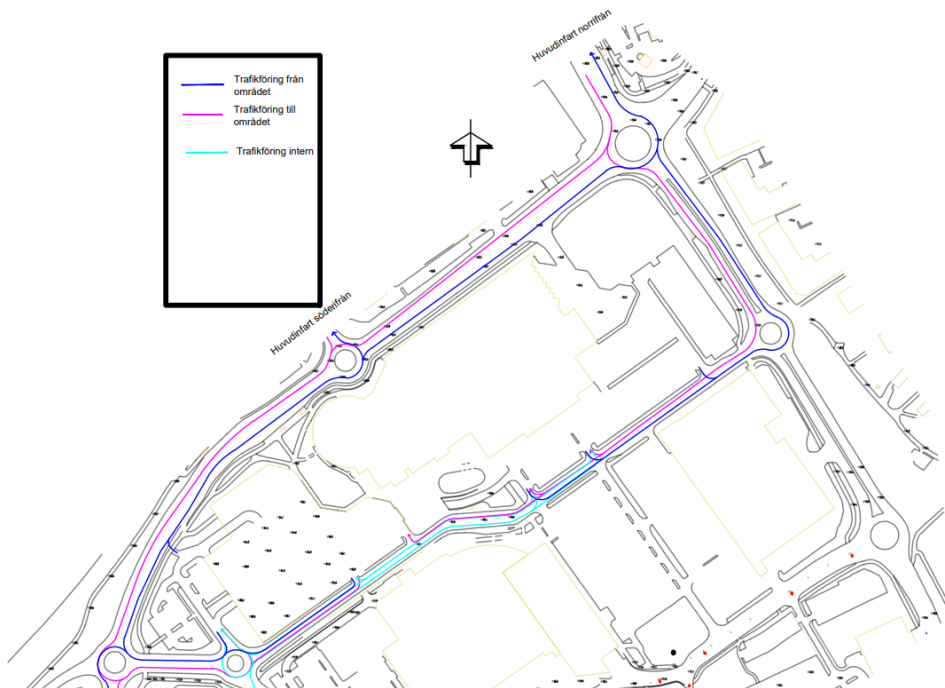 Huvudinfart norrifrån
Trafikföring från
området
Trafikföring till
området
Trafikföring intern
Huvudinfart söderifrån